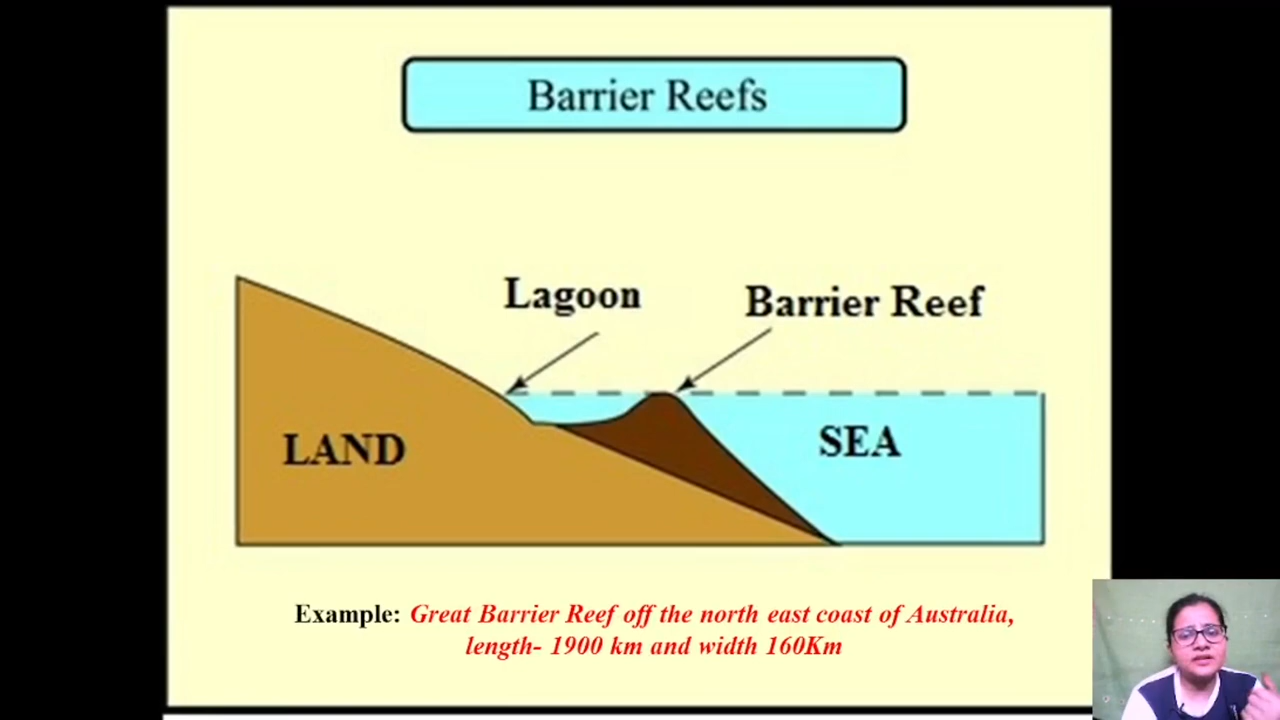 Barrier Reefs
Lagoon
Barrier Reef
LAND
SEA
Example: Great Barrier Reef off the north east coast of Australia,
length- 1900 km and width 160Km